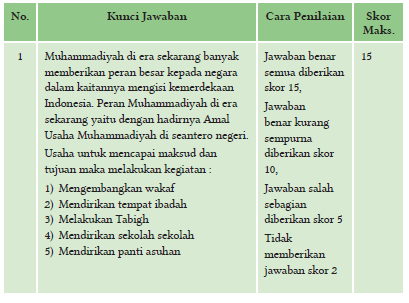 No. Kunci Jawaban Cara Penilaian Skor Maks.
1
Muhammadiyah di era sekarang banyak
memberikan peran besar kepada negara
dalam kaitannya mengisi kemerdekaan
Indonesia. Peran Muhammadiyah di era
sekarang yaitu dengan hadirnya Amal
Usaha Muhammadiyah di seantero negeri.
Usaha untuk mencapai maksud dan
tujuan maka melakukan kegiatan :
1) Mengembangkan wakaf
2) Mendirikan tempat ibadah
3) Melakukan Tabigh
4) Mendirikan sekolah sekolah
5) Mendirikan panti asuhan
Jawaban benar
semua diberikan
skor 15,
Jawaban
benar kurang
sempurna
diberikan skor
10,
Jawaban salah
sebagian
diberikan skor 5
Tidak
memberikan
jawaban skor 2
15